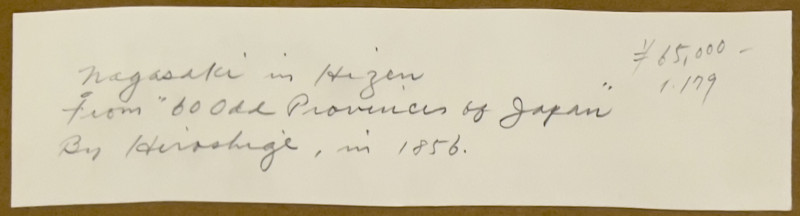 Nagasaki in Hizen
From "60 Odd Provinces of Japan"
By Hiroshige, in 1856.
¥65,000-
1.179